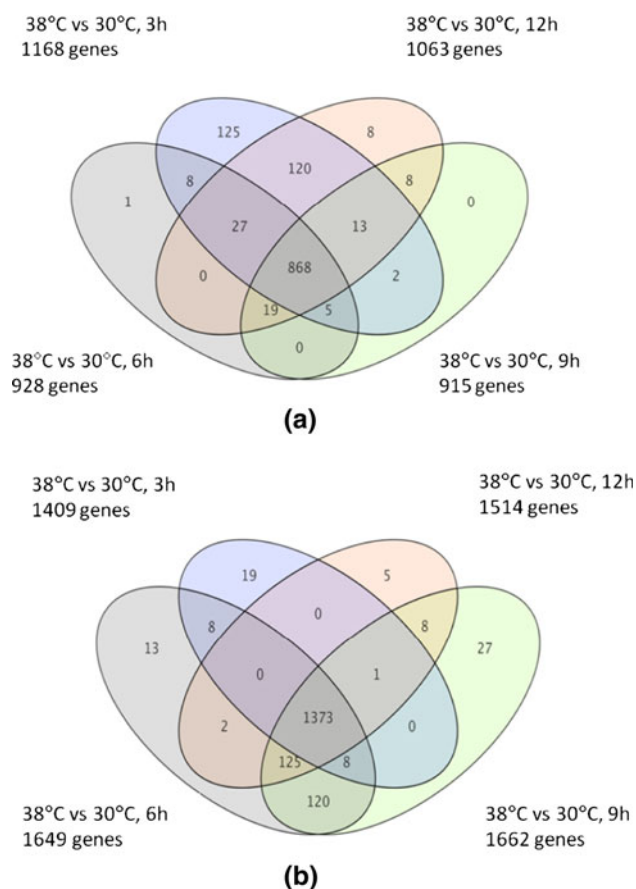 38°C vs 30°C, 3h
1168 genes
38°C vs 30°C, 12h
1063 genes
125
8
8
120
8
1
0
27
13
868
0
2
19
5
0
38°C vs 30°C, 6h
928 genes
38°C vs 30°C, 9h
915 genes
(a)
38°C vs 30°C, 3h
1409 genes
38°C vs 30°C, 12h
1514 genes
19
5
8
0
8
13
27
0
1
1373
2
0
125
8
120
38°C vs 30°C, 6h
1649 genes
38°C vs 30°C, 9h
1662 genes
(b)